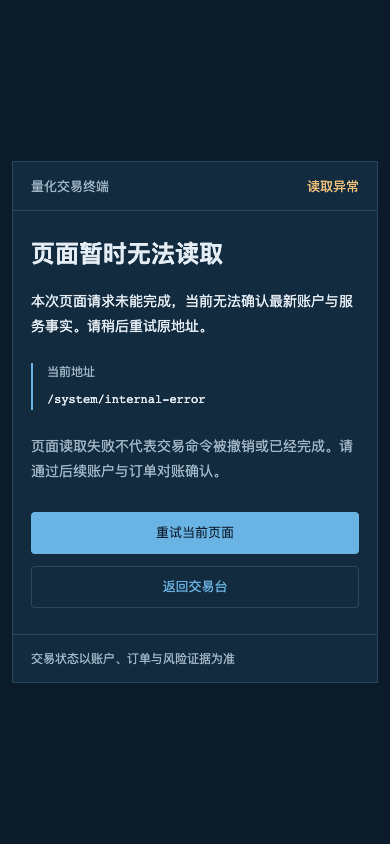 量化交易终端
读取异常
页面暂时无法读取
本次页面请求未能完成，当前无法确认最新账户与服
务事实。请稍后重试原地址。
当前地址
/system/internal-error
页面读取失败不代表交易命令被撤销或已经完成。请
通过后续账户与订单对账确认。
重试当前页面
返回交易台
交易状态以账户、订单与风险证据为准